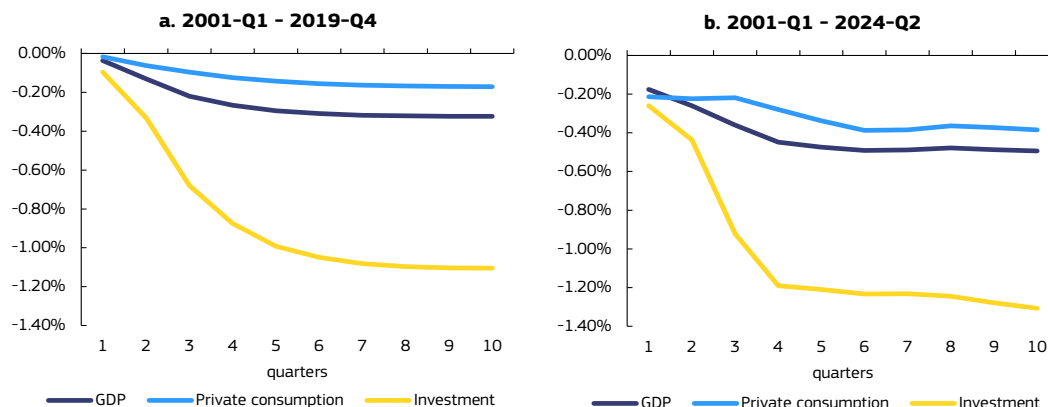 a. 2001-Q1 - 2019-Q4
0.00%
-0.20%
-0.40%
-0.60%
-0.80%
-1.00%
-1.20%
-1.40%
1 2 3 4 5 6 7 8 9 10
quarters
GDP Private consumption Investment
b. 2001-Q1 - 2024-Q2
0.00%
-0.20%
-0.40%
-0.60%
-0.80%
-1.00%
-1.20%
-1.40%
1 2 3 4 5 6 7 8 9 10
quarters
GDP Private consumption Investment